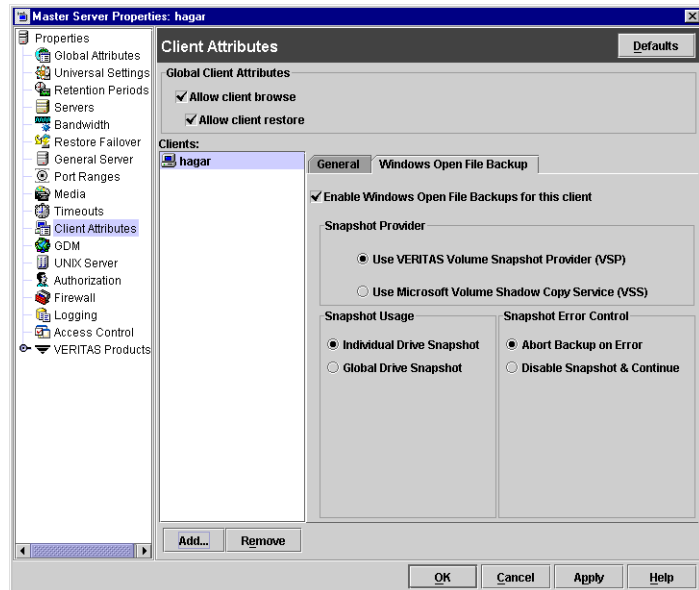 Master Server Properties: hagar
Properties
Global Attributes
Universal Settings
Retention Periods
Servers
Bandwidth
Restore Failover
General Server
Port Ranges
Media
Timeouts
Client Attributes
GDM
UNIX Server
Authorization
Firewall
Logging
Access Control
VERITAS Products
Client Attributes
Defaults
Global Client Attributes
Allow client browse
Allow client restore
Clients:
hagar
General
Windows Open File Backup
Enable Windows Open File Backups for this client
Snapshot Provider
Use VERITAS Volume Snapshot Provider (VSP)
Use Microsoft Volume Shadow Copy Service (VSS)
Snapshot Usage
Individual Drive Snapshot
Global Drive Snapshot
Snapshot Error Control
Abort Backup on Error
Disable Snapshot & Continue
Add...
Remove
OK
Cancel
Apply
Help